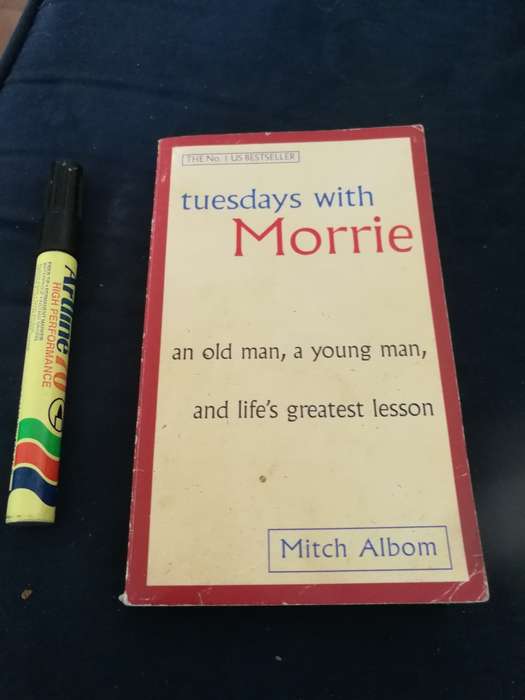 THE No. 1 US BESTSELLER
tuesdays with
Morrie
an old man, a young man,
and life's greatest lesson
Mitch Albom
Artline 70
HIGH PERFORMANCE